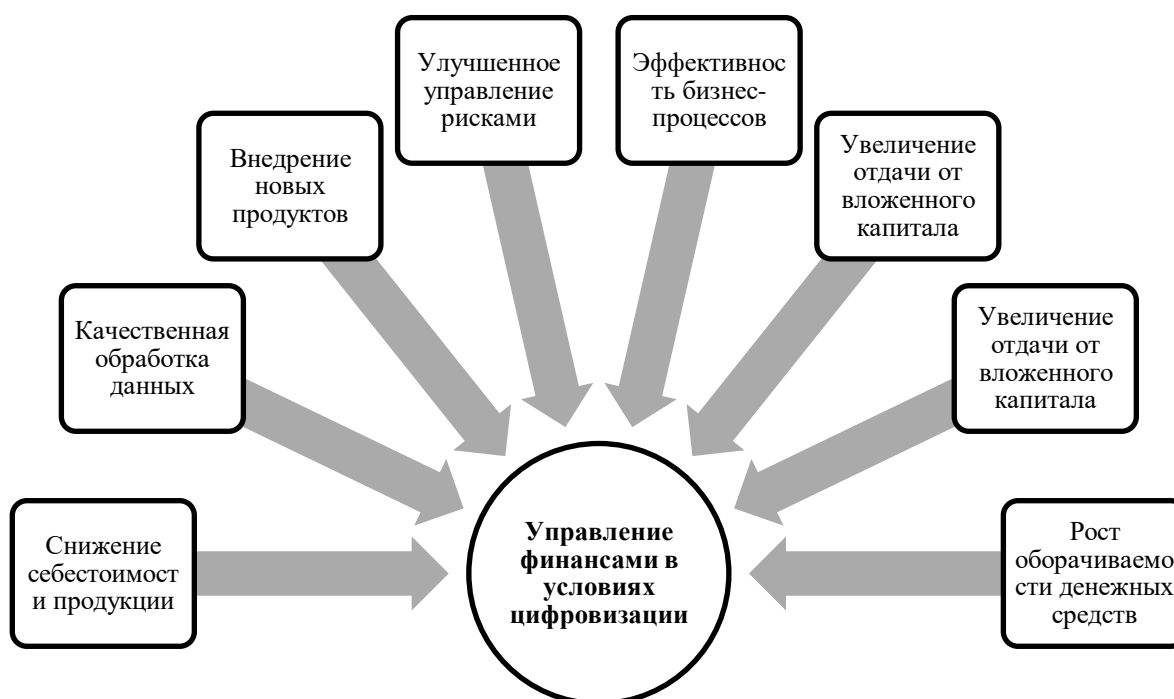 Снижение
себестоимост
и продукции
Качественная
обработка
данных
Внедрение
новых
продуктов
Улучшенное
управление
рисками
Эффективнос
ть бизнес-
процессов
Увеличение
отдачи от
вложенного
капитала
Увеличение
отдачи от
вложенного
капитала
Рост
оборачиваемо
сти денежных
средств
Управление
финансами в
условиях
цифровизации